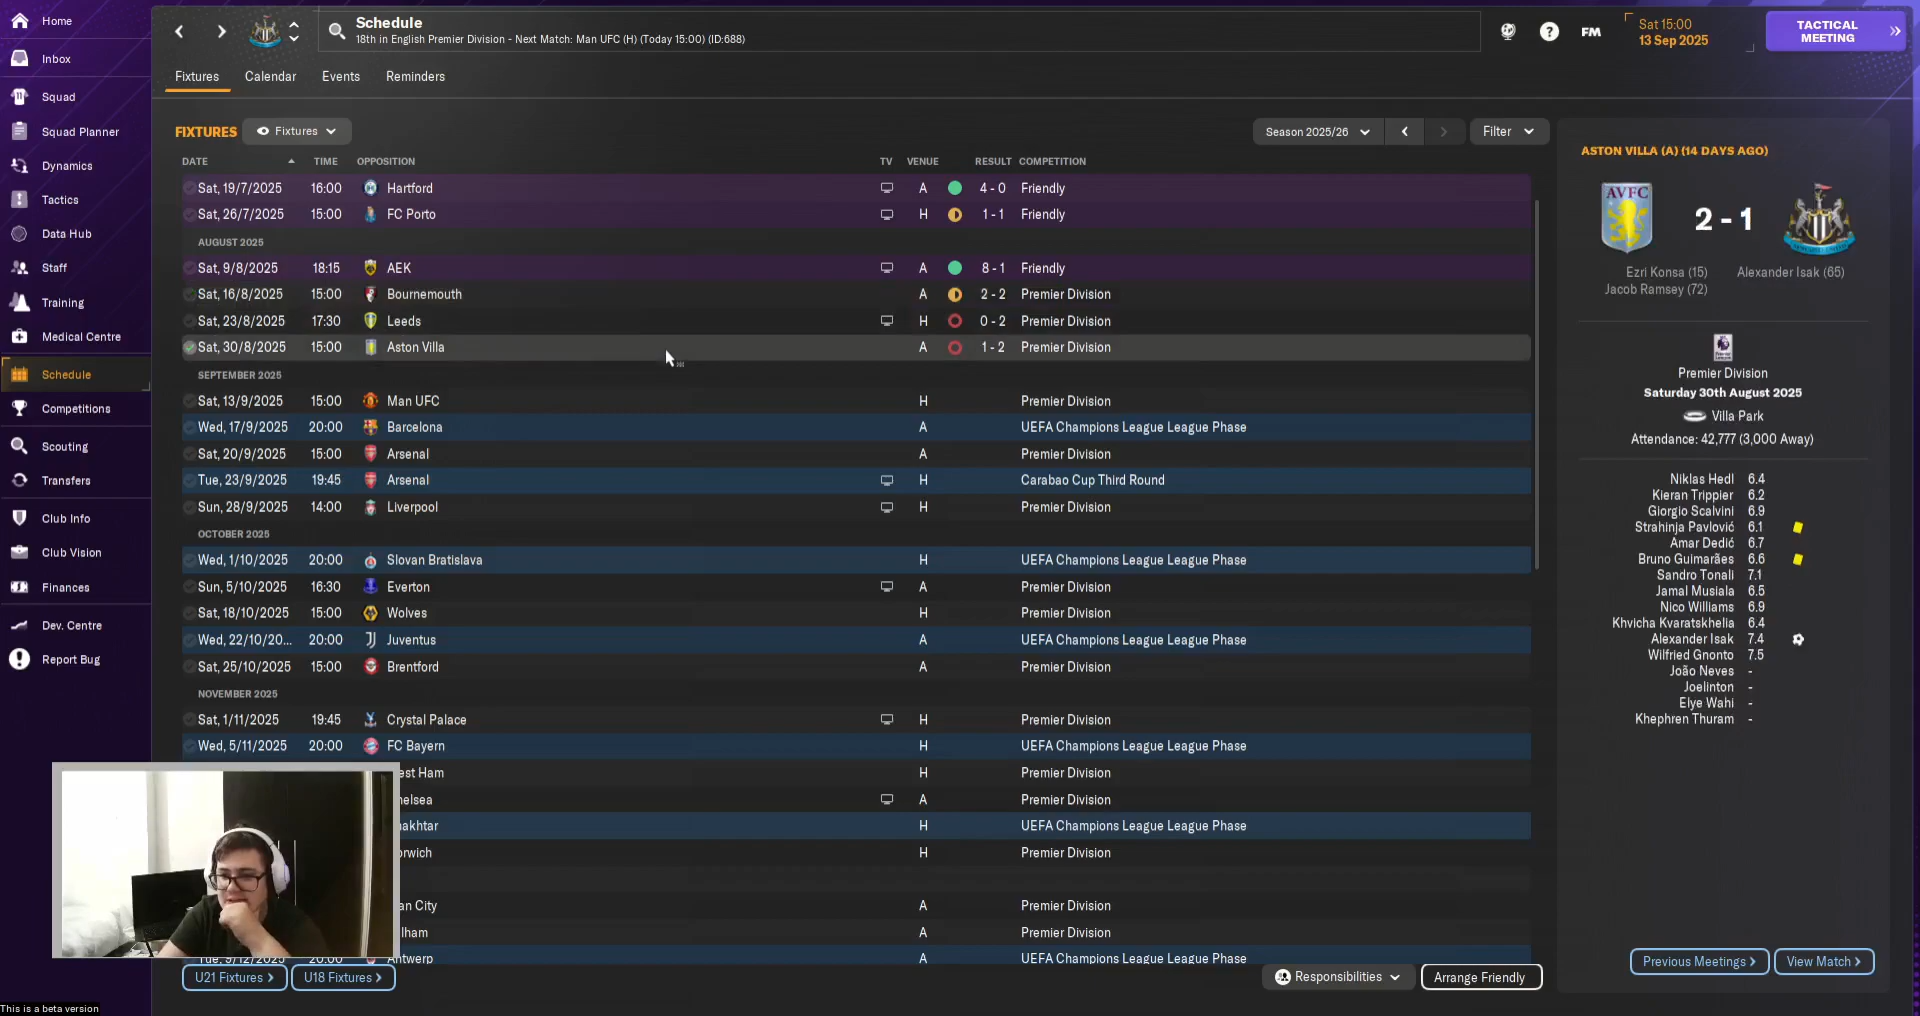 Home
Inbox
Squad
Squad Planner
Dynamics
Tactics
Data Hub
Staff
Training
Medical Centre
Schedule
Competitions
Scouting
Transfers
Club Info
Club Vision
Finances
Dev. Centre
Report Bug
This is a beta version
Schedule
18th in English Premier Division - Next Match: Man UFC (H) (Today 15:00) (ID:688)
FM
Sat 15:00
13 Sep 2025
TACTICAL MEETING
Fixtures Calendar Events Reminders
FIXTURES Fixtures Season 2025/26 Filter
DATE TIME OPPOSITION TV VENUE RESULT COMPETITION
Sat, 19/7/2025 16:00 Hartford A 4 - 0 Friendly
Sat, 26/7/2025 15:00 FC Porto H 1 - 1 Friendly
AUGUST 2025
Sat, 9/8/2025 18:15 AEK A 8 - 1 Friendly
Sat, 16/8/2025 15:00 Bournemouth A 2 - 2 Premier Division
Sat, 23/8/2025 17:30 Leeds H 0 - 2 Premier Division
Sat, 30/8/2025 15:00 Aston Villa A 1 - 2 Premier Division
SEPTEMBER 2025
Sat, 13/9/2025 15:00 Man UFC H Premier Division
Wed, 17/9/2025 20:00 Barcelona A UEFA Champions League League Phase
Sat, 20/9/2025 15:00 Arsenal A Premier Division
Tue, 23/9/2025 19:45 Arsenal H Carabao Cup Third Round
Sun, 28/9/2025 14:00 Liverpool H Premier Division
OCTOBER 2025
Wed, 1/10/2025 20:00 Slovan Bratislava H UEFA Champions League League Phase
Sun, 5/10/2025 16:30 Everton A Premier Division
Sat, 18/10/2025 15:00 Wolves H Premier Division
Wed, 22/10/20... 20:00 Juventus A UEFA Champions League League Phase
Sat, 25/10/2025 15:00 Brentford A Premier Division
NOVEMBER 2025
Sat, 1/11/2025 19:45 Crystal Palace H Premier Division
Wed, 5/11/2025 20:00 FC Bayern H UEFA Champions League League Phase
est Ham H Premier Division
helsea A Premier Division
hakhtar H UEFA Champions League League Phase
orwich H Premier Division
an City A Premier Division
lham A Premier Division
Tue, 9/12/2025 20:00 Antwerp A UEFA Champions League League Phase
U21 Fixtures U18 Fixtures Responsibilities Arrange Friendly
ASTON VILLA (A) (14 DAYS AGO)
AVFC
2 - 1
Ezri Konsa (15) Alexander Isak (65)
Jacob Ramsey (72)
Premier Division
Saturday 30th August 2025
Villa Park
Attendance: 42,777 (3,000 Away)
Niklas Hedl 6.4
Kieran Trippier 6.2
Giorgio Scalvini 6.9
Strahinja Pavlović 6.1
Amar Dedić 6.7
Bruno Guimarães 6.6
Sandro Tonali 7.1
Jamal Musiala 6.5
Nico Williams 6.9
Khvicha Kvaratskhelia 6.4
Alexander Isak 7.4
Wilfried Gnonto 7.5
João Neves -
Joelinton -
Elye Wahi -
Khephren Thuram -
Previous Meetings View Match